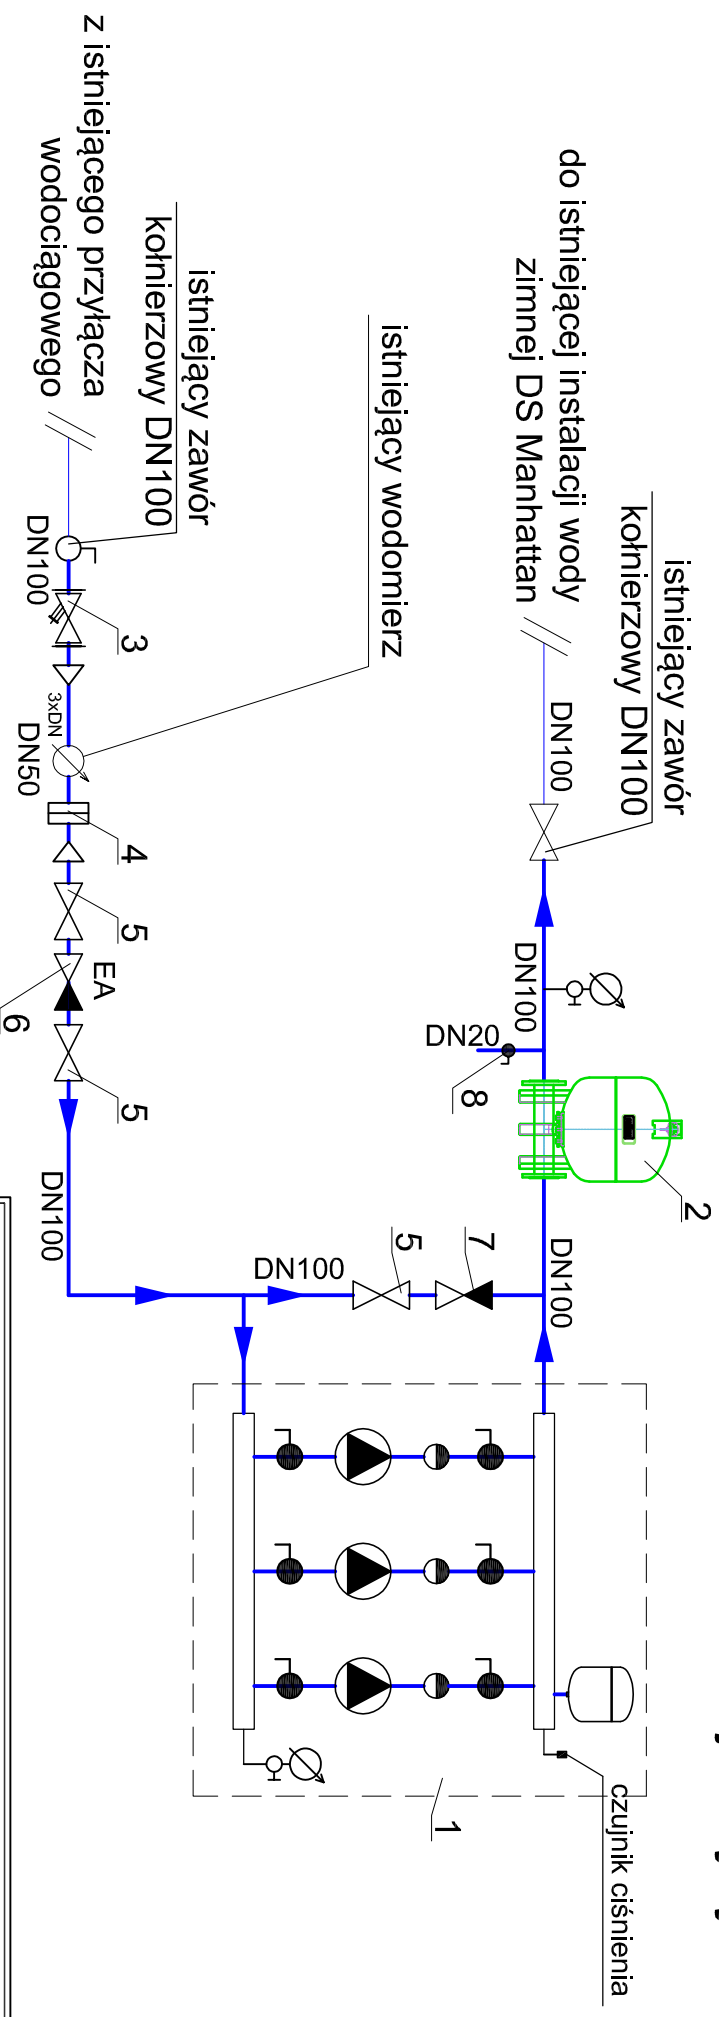 z istniejącego przyłącza
wodociągowego
istniejący zawór
kołnierzowy DN100
istniejący wodomierz
do istniejącej instalacji wody
zimnej DS Manhattan
istniejący zawór
kołnierzowy DN100
DN100
3
3xDN
DN50
4
5
EA
6
5
DN100
DN100
DN100
DN20
8
2
DN100
5
7
DN100
1
czujnik ciśnienia